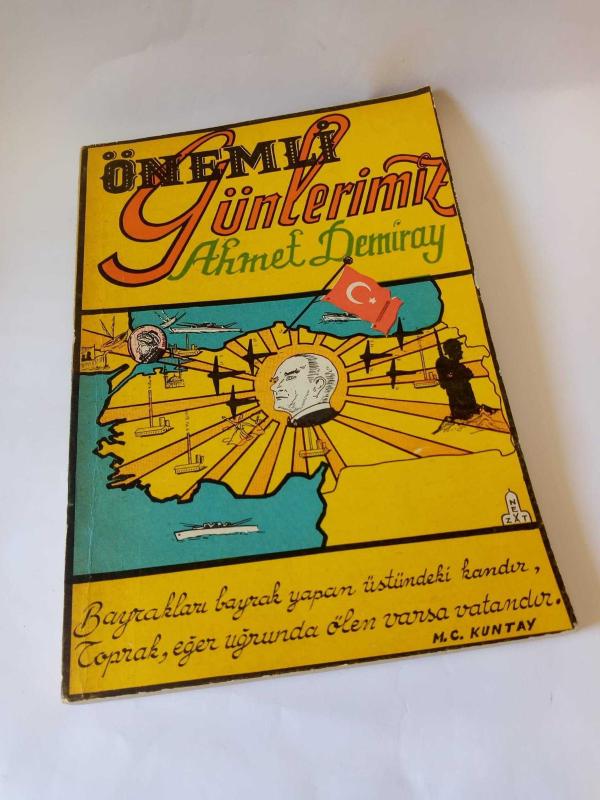 ÖNEMLİ
Günlerimiz
Ahmet Demiray
Bayrakları bayrak yapan üstündeki kandır,
Toprak, eğer uğrunda ölen varsa vatandır.
M.C. KUNTAY